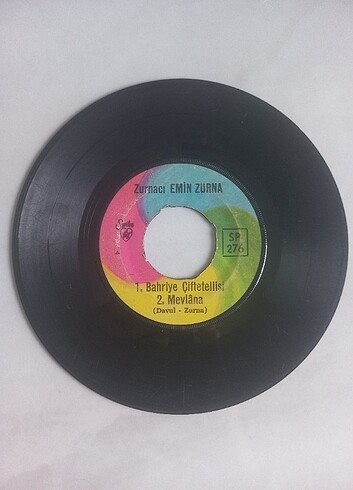 Zurnacı EMİN ZURNA
SP
276
1. Bahriye Çiftetellisi
2. Mevlâna
(Davul - Zurna)